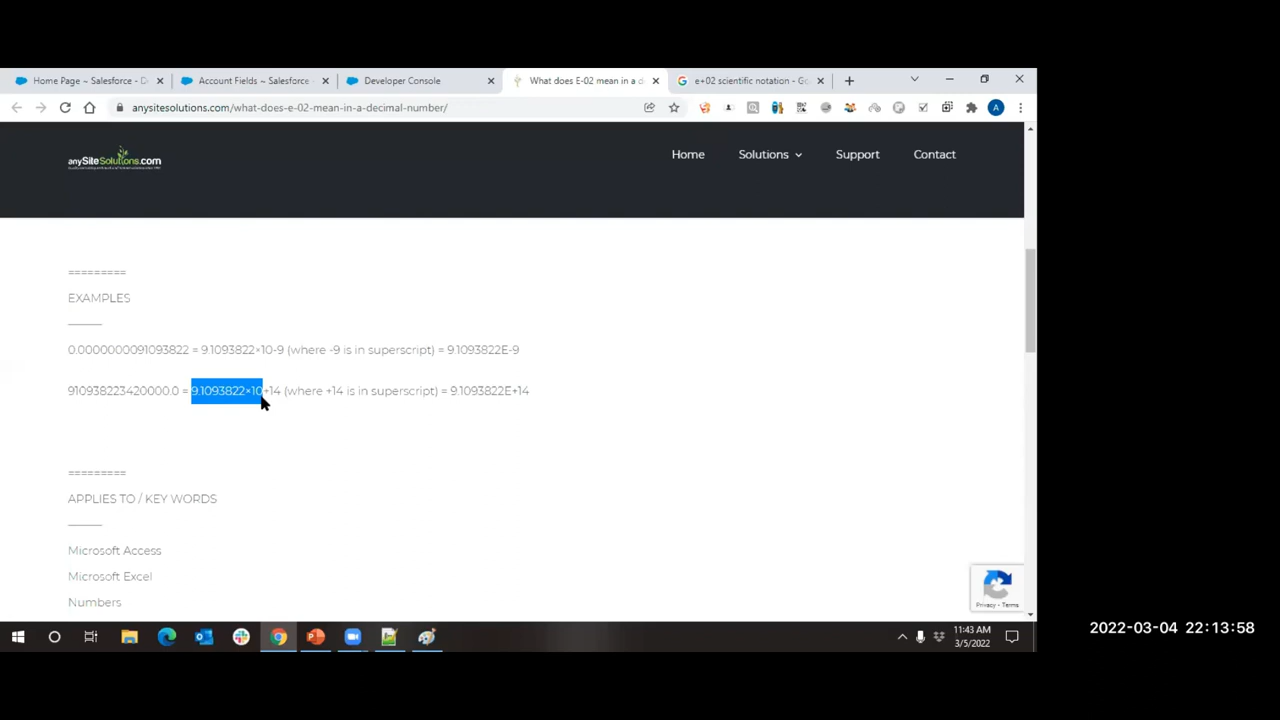 Home Page ~ Salesforce - D
Account Fields ~ Salesforce
Developer Console
What does E-02 mean in a d
e+02 scientific notation - Go
anysitesolutions.com/what-does-e-02-mean-in-a-decimal-number/
A
anySiteSolutions.com
Home
Solutions
Support
Contact
=========
EXAMPLES
———
0.0000000091093822 = 9.1093822×10-9 (where -9 is in superscript) = 9.1093822E-9
910938223420000.0 = 9.1093822×10+14 (where +14 is in superscript) = 9.1093822E+14
=========
APPLIES TO / KEY WORDS
———
Microsoft Access
Microsoft Excel
Numbers
Privacy - Terms
11:43 AM
3/5/2022
2022-03-04 22:13:58